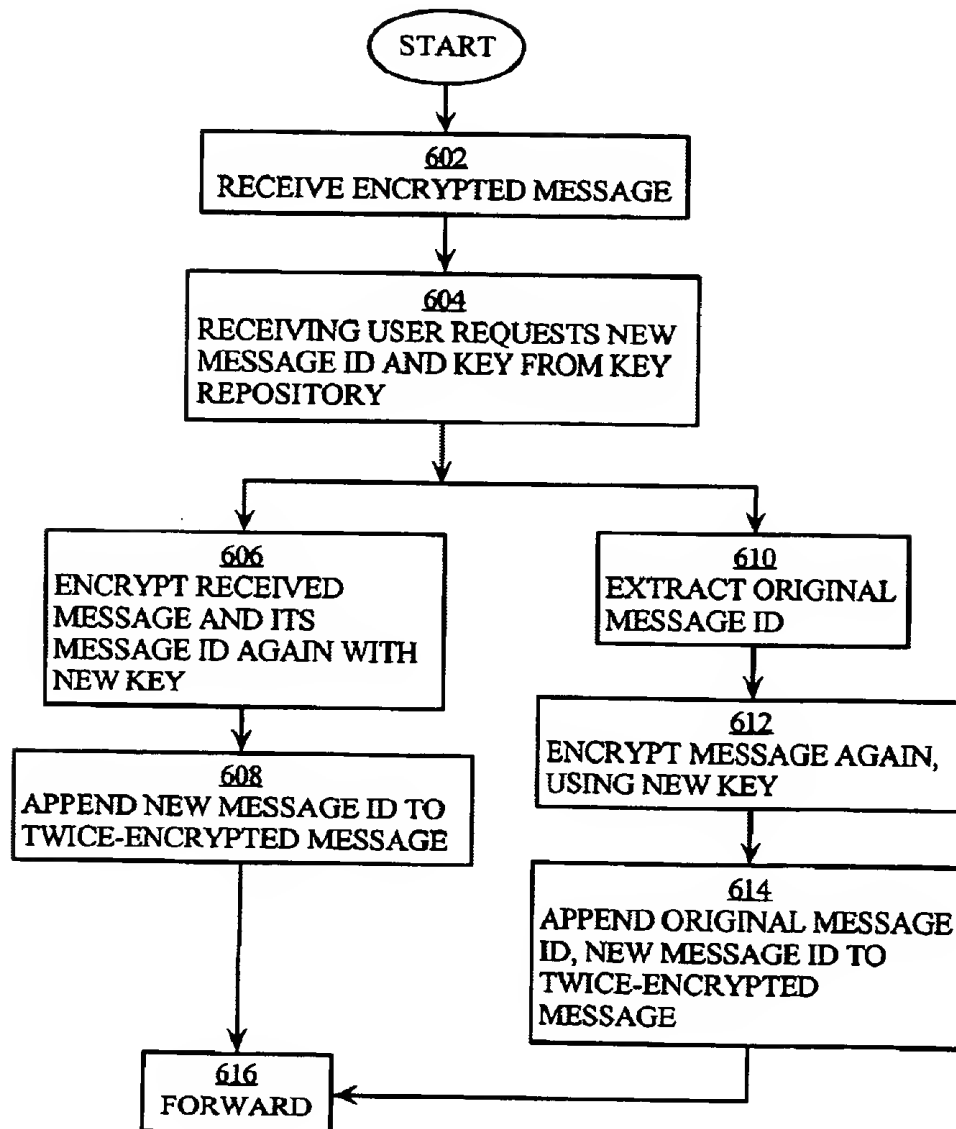 START
602
RECEIVE ENCRYPTED MESSAGE
604
RECEIVING USER REQUESTS NEW
MESSAGE ID AND KEY FROM KEY
REPOSITORY
606
ENCRYPT RECEIVED
MESSAGE AND ITS
MESSAGE ID AGAIN WITH
NEW KEY
608
APPEND NEW MESSAGE ID TO
TWICE-ENCRYPTED MESSAGE
610
EXTRACT ORIGINAL
MESSAGE ID
612
ENCRYPT MESSAGE AGAIN,
USING NEW KEY
614
APPEND ORIGINAL MESSAGE
ID, NEW MESSAGE ID TO
TWICE-ENCRYPTED
MESSAGE
616
FORWARD